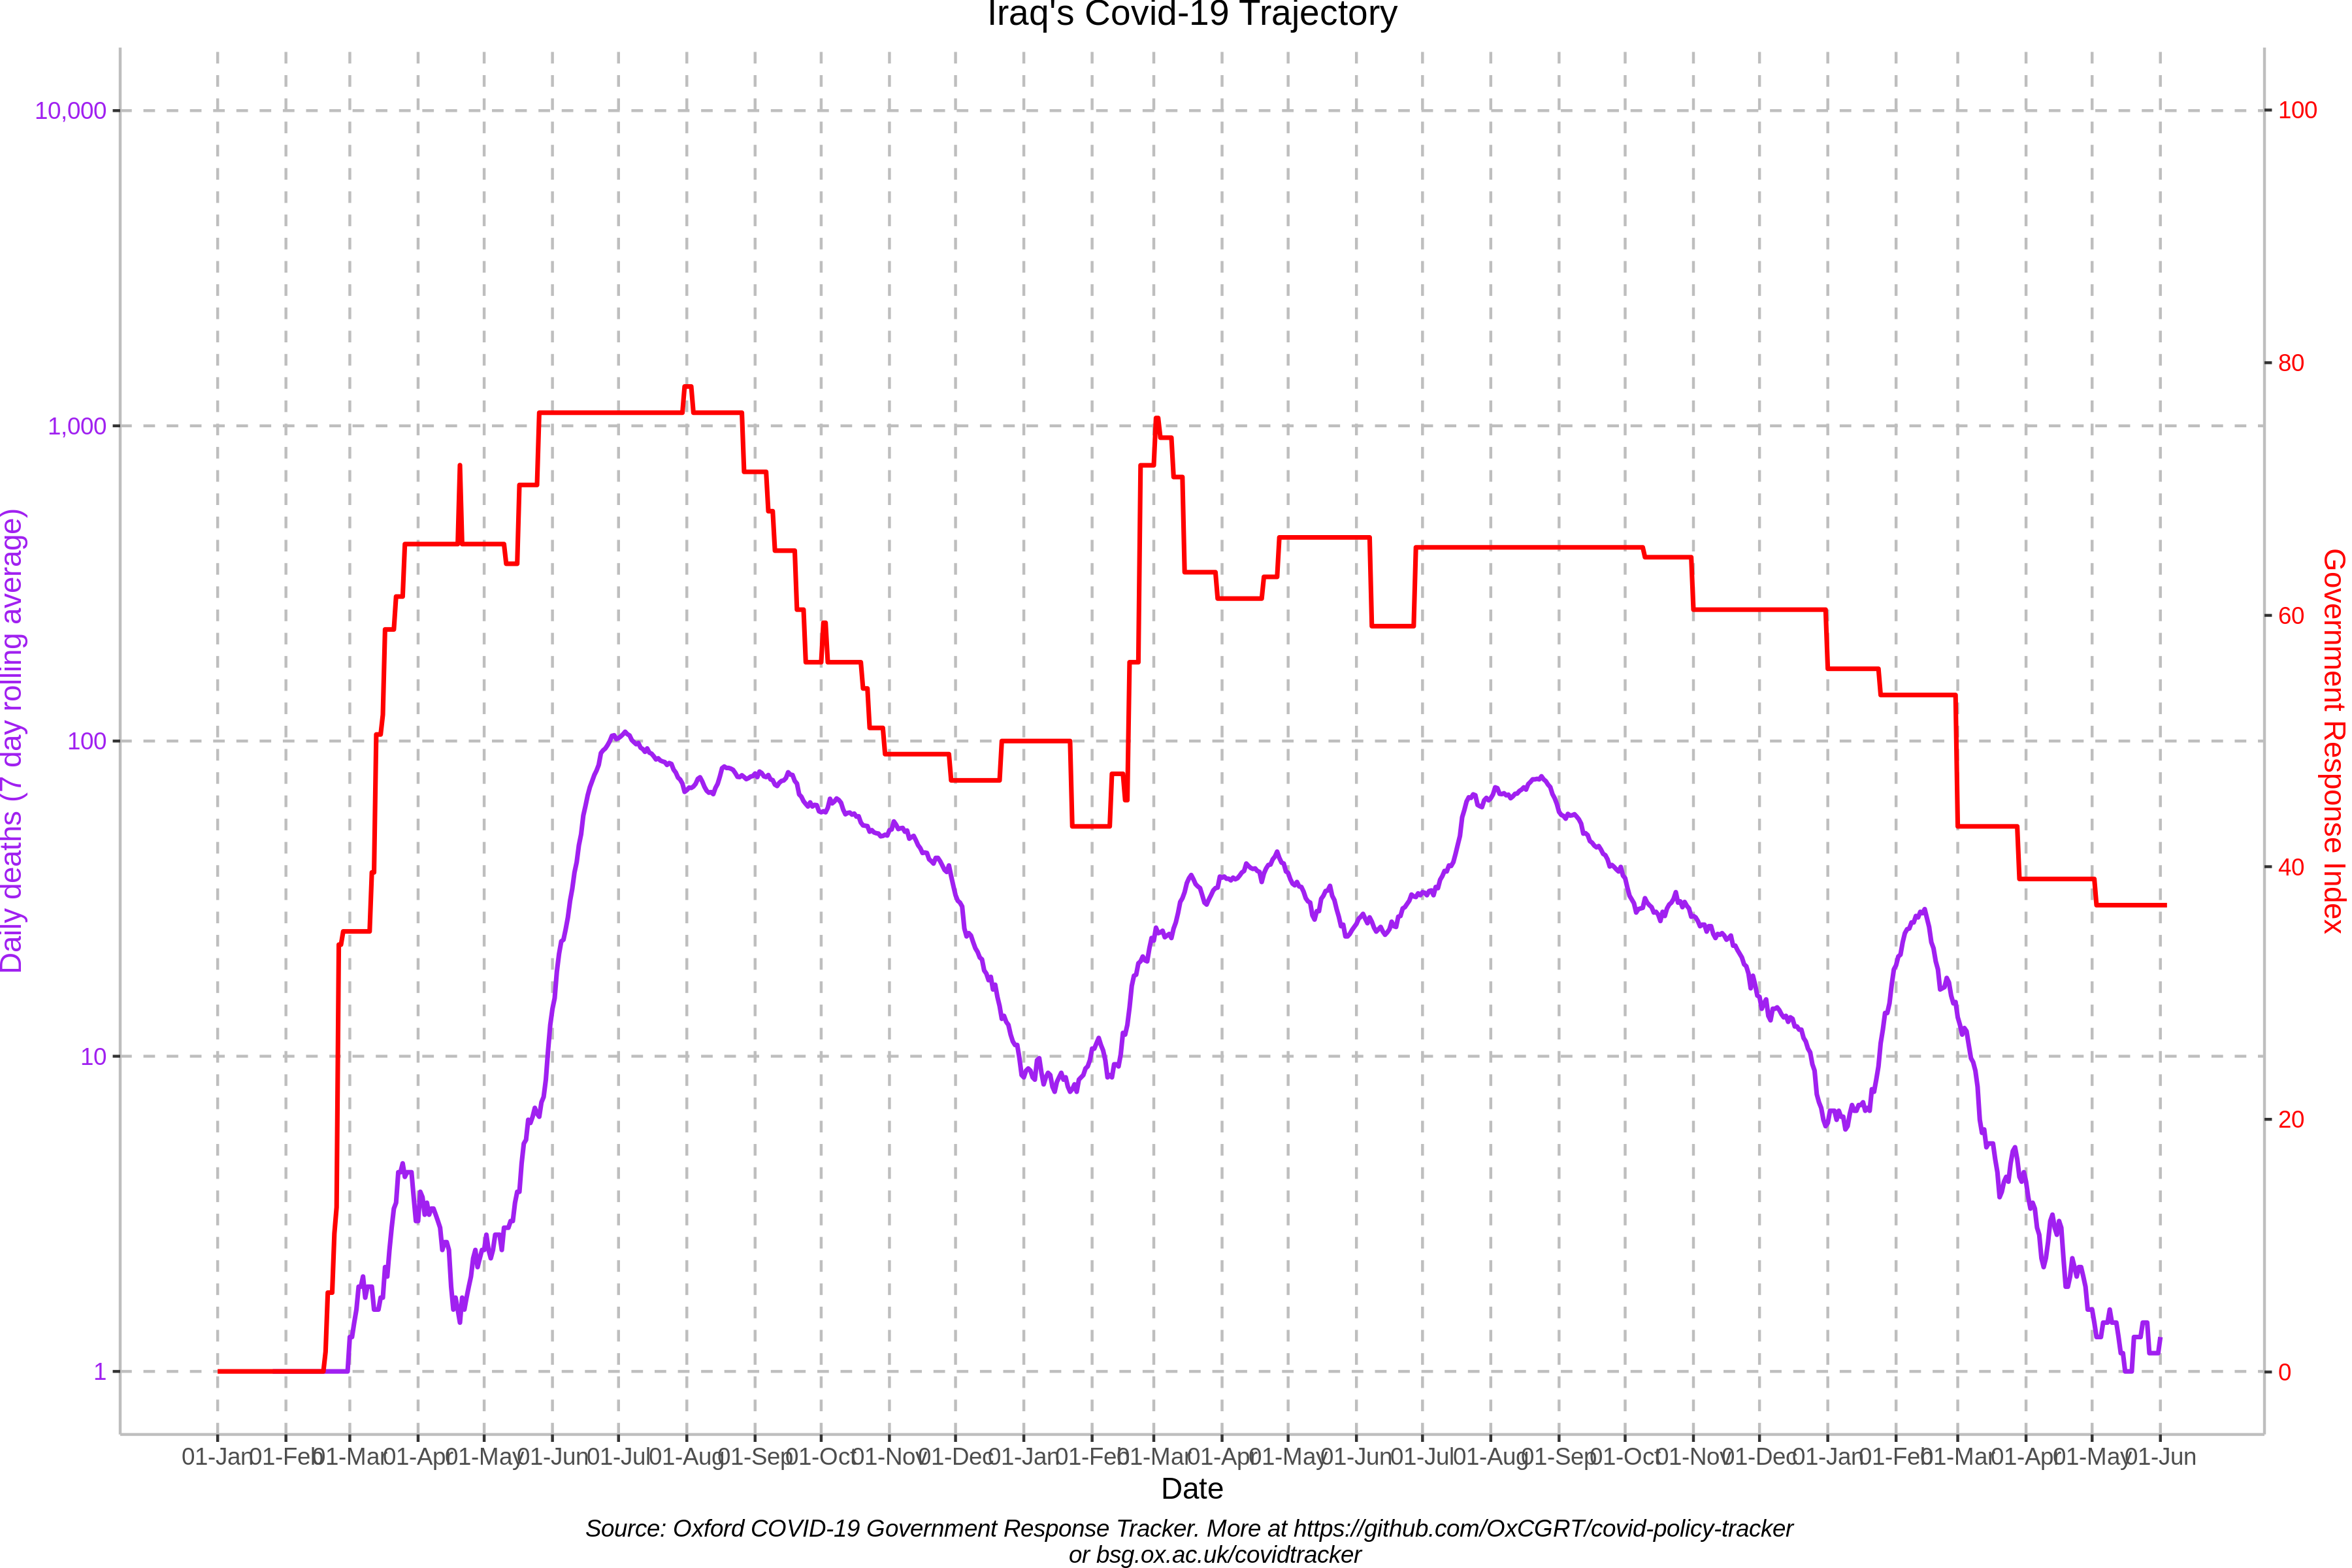 Iraq's Covid-19 Trajectory
10,000
1,000
100
10
1
Daily deaths (7 day rolling average)
100
80
60
40
20
0
Government Response Index
01-Jan 01-Feb 01-Mar 01-Apr 01-May 01-Jun 01-Jul 01-Aug 01-Sep 01-Oct 01-Nov 01-Dec 01-Jan 01-Feb 01-Mar 01-Apr 01-May 01-Jun 01-Jul 01-Aug 01-Sep 01-Oct 01-Nov 01-Dec 01-Jan 01-Feb 01-Mar 01-Apr 01-May 01-Jun
Date
Source: Oxford COVID-19 Government Response Tracker. More at https://github.com/OxCGRT/covid-policy-tracker
or bsg.ox.ac.uk/covidtracker